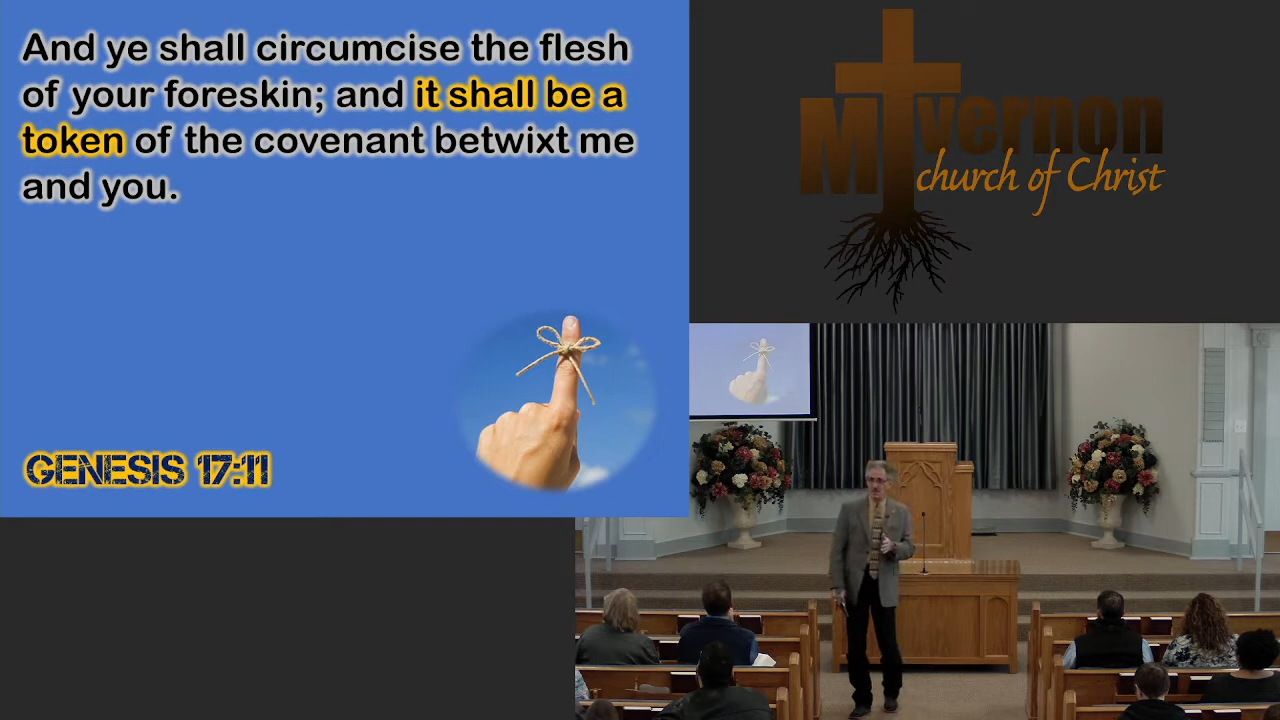 And ye shall circumcise the flesh
of your foreskin; and it shall be a
token of the covenant betwixt me
and you.
GENESIS 17:11
MT vernon
church of Christ